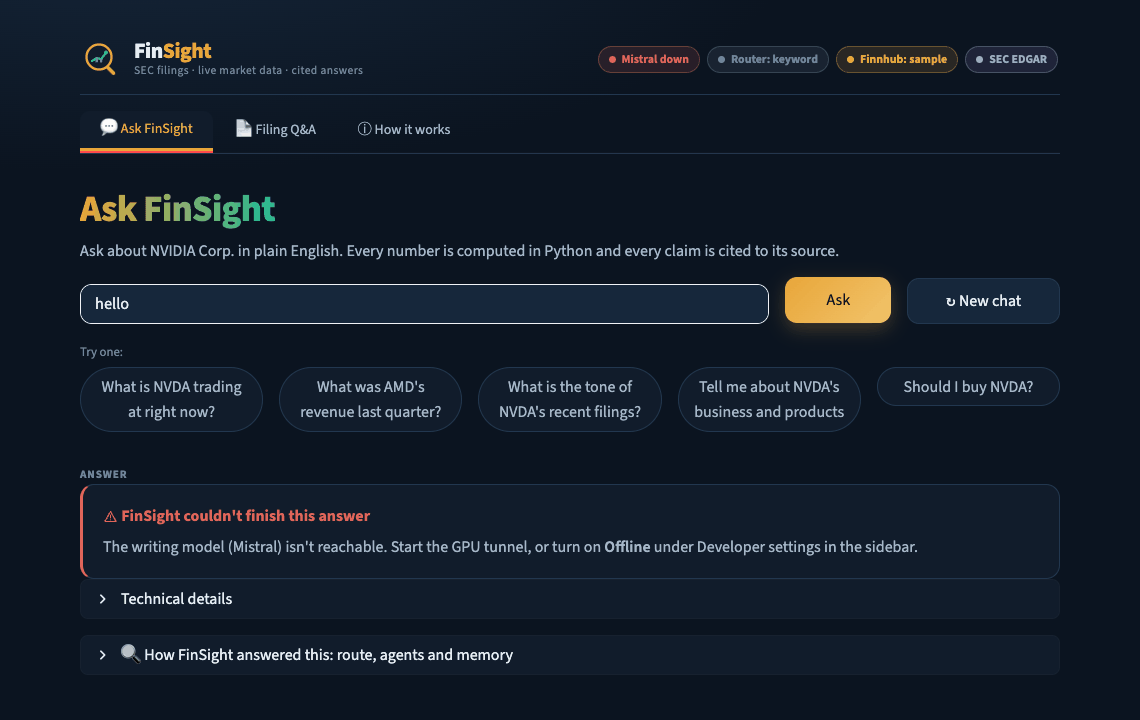 FinSight
SEC filings · live market data · cited answers
Mistral down
Router: keyword
Finnhub: sample
SEC EDGAR
Ask FinSight
Filing Q&A
How it works
Ask FinSight
Ask about NVIDIA Corp. in plain English. Every number is computed in Python and every claim is cited to its source.
hello
Ask
↻ New chat
Try one:
What is NVDA trading
at right now?
What was AMD's
revenue last quarter?
What is the tone of
NVDA's recent filings?
Tell me about NVDA's
business and products
Should I buy NVDA?
ANSWER
⚠ FinSight couldn't finish this answer
The writing model (Mistral) isn't reachable. Start the GPU tunnel, or turn on Offline under Developer settings in the sidebar.
Technical details
How FinSight answered this: route, agents and memory